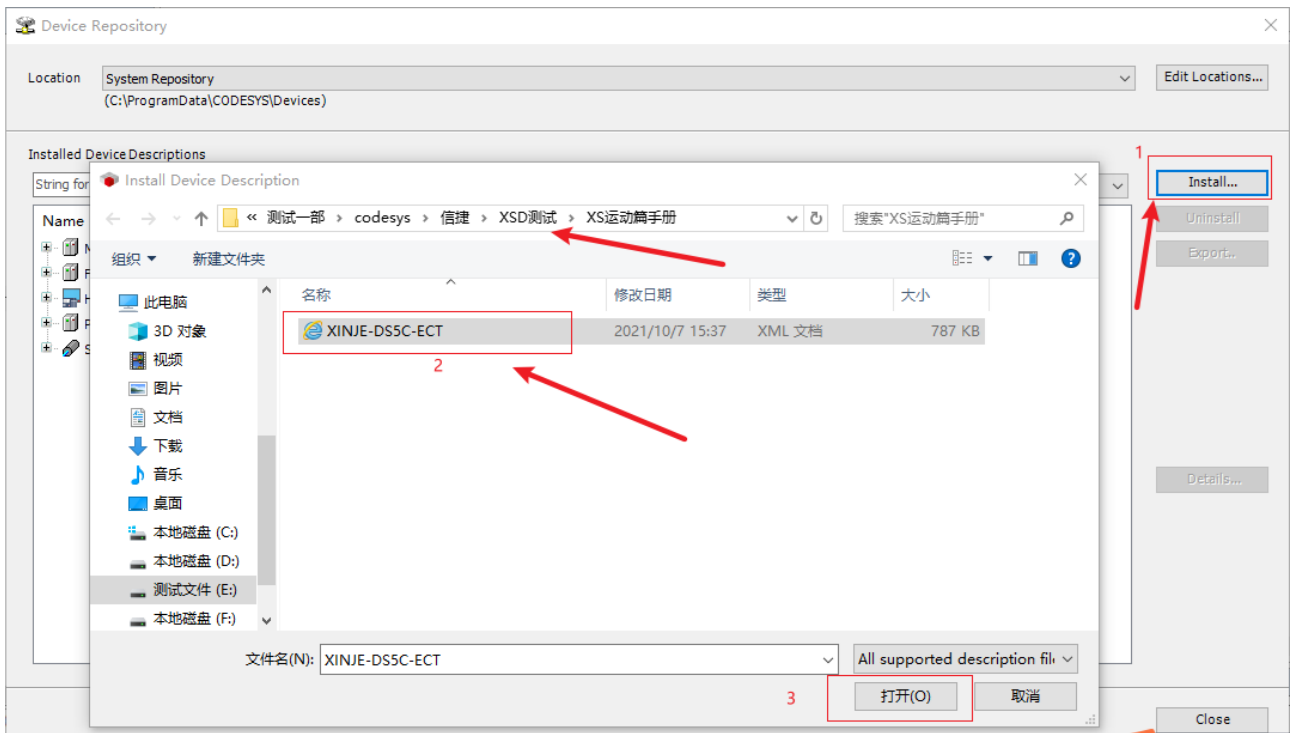 Device Repository
Location
System Repository
Edit Locations...
(C:\ProgramData\CODESYS\Devices)
Installed Device Descriptions
1
String for
Install...
Install Device Description
« 测试一部 › codesys › 信捷 › XSD测试 › XS运动篇手册
搜索"XS运动篇手册"
Name
Uninstall
组织
新建文件夹
Export...
名称
修改日期
类型
大小
此电脑
XINJE-DS5C-ECT
2021/10/7 15:37
XML 文档
787 KB
3D 对象
2
视频
图片
文档
下载
音乐
Details...
桌面
本地磁盘 (C:)
本地磁盘 (D:)
测试文件 (E:)
本地磁盘 (F:)
文件名(N):
XINJE-DS5C-ECT
All supported description fil
3
打开(O)
取消
Close